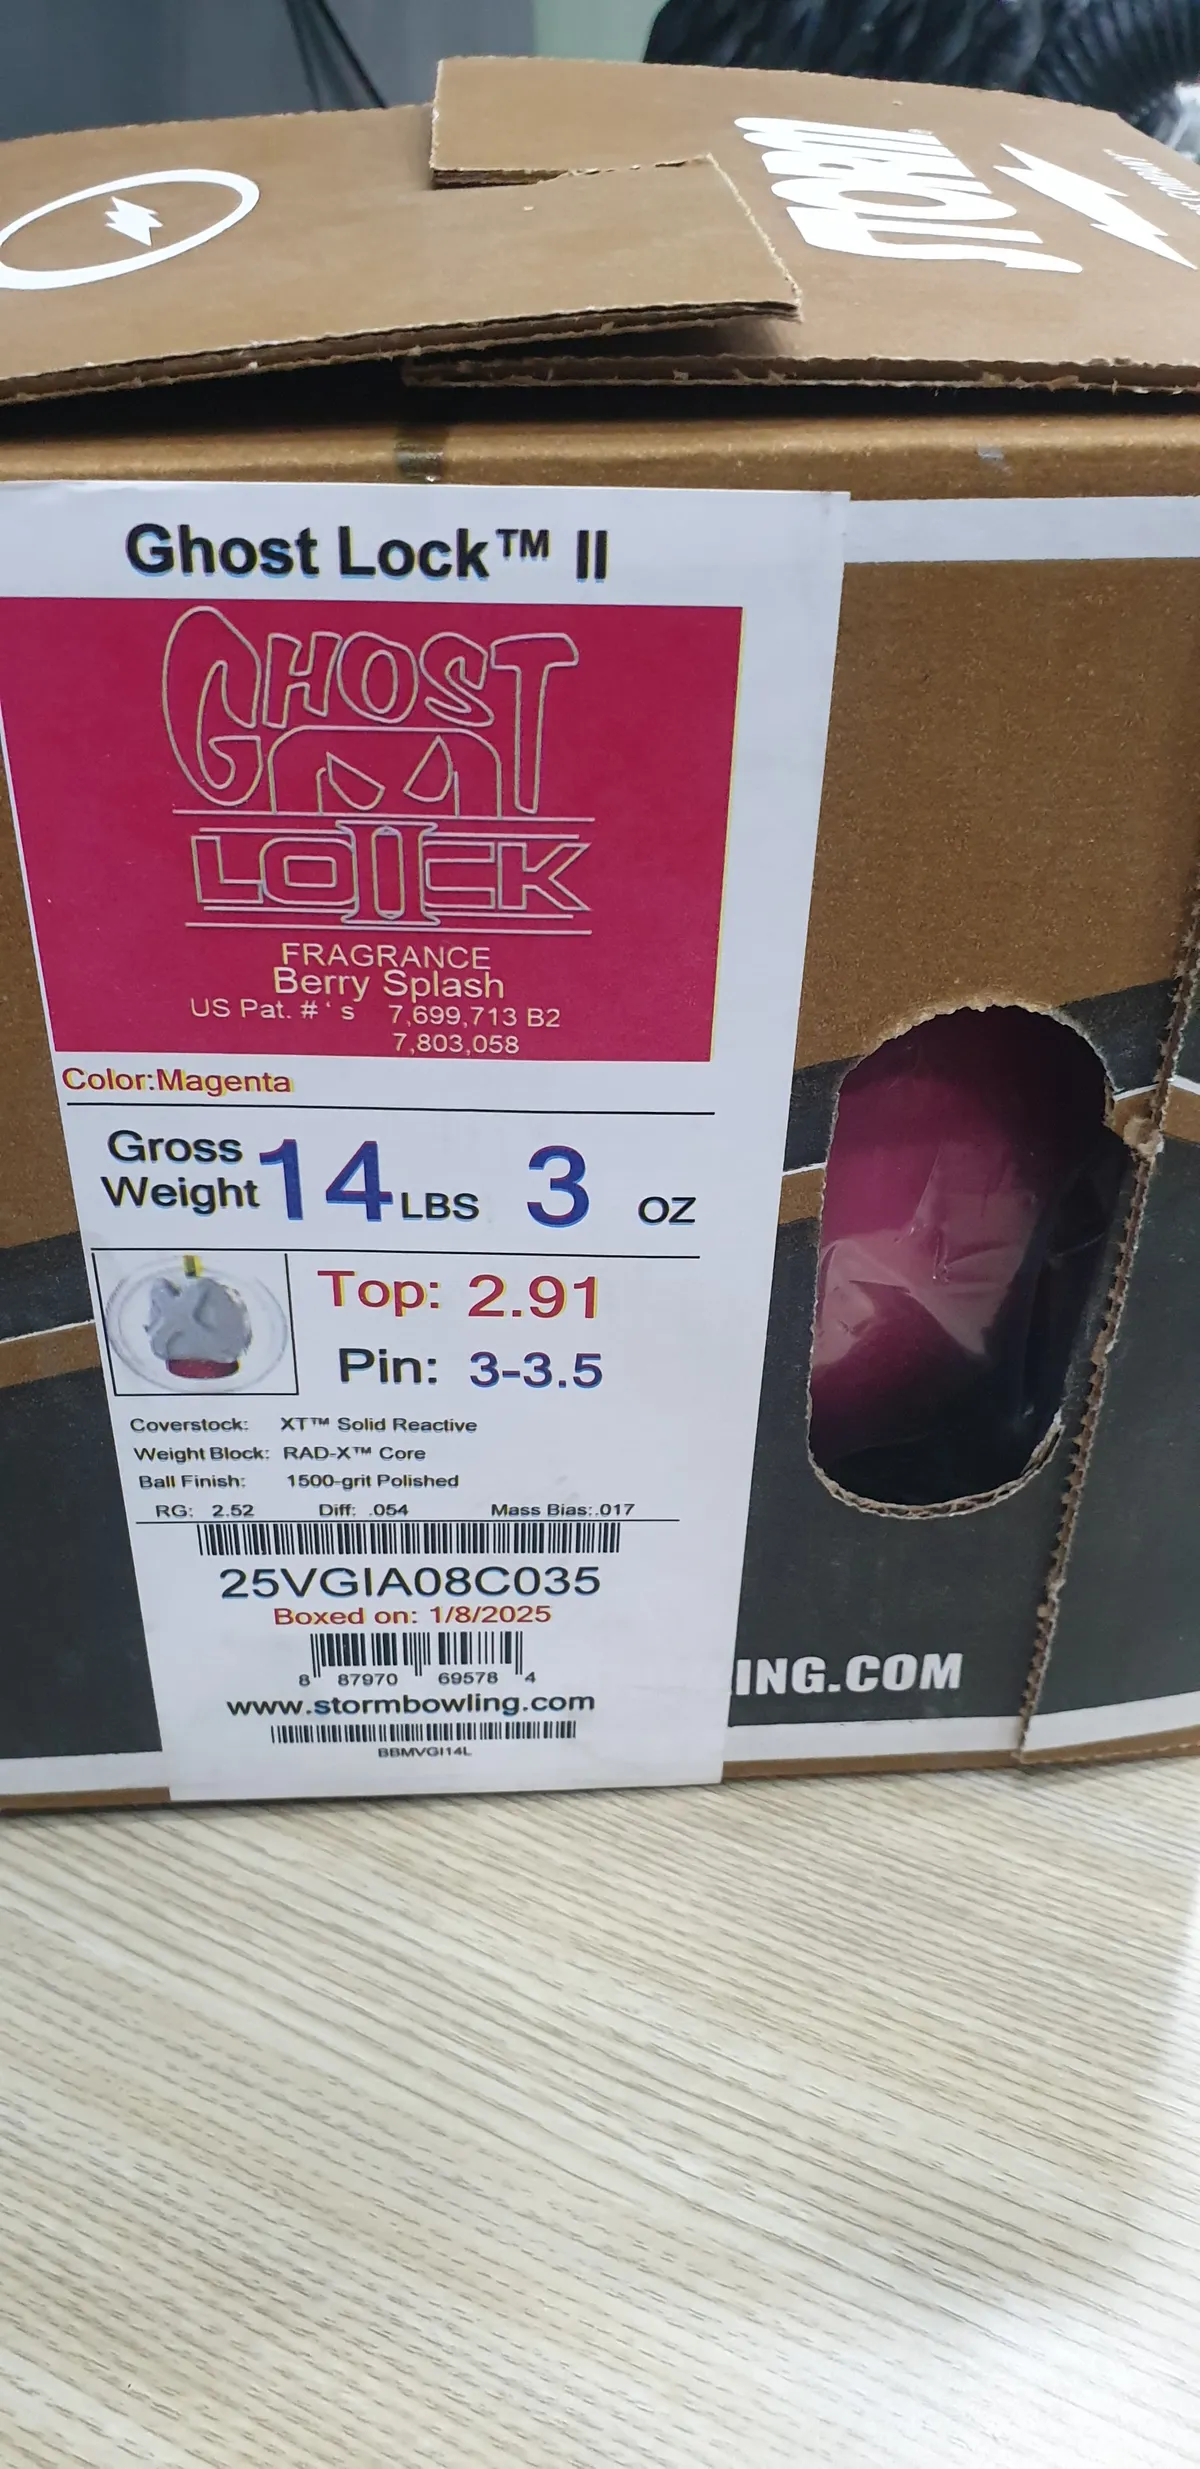 STORM
Ghost Lock™ II
GHOST
LOIICK
FRAGRANCE
Berry Splash
US Pat. #'s 7,699,713 B2
7,803,058
Color:Magenta
Gross Weight 14 LBS 3 OZ
Top: 2.91
Pin: 3-3.5
Coverstock: XT™ Solid Reactive
Weight Block: RAD-X™ Core
Ball Finish: 1500-grit Polished
RG: 2.52 Diff: .054 Mass Bias:.017
25VGIA08C035
Boxed on: 1/8/2025
8 87970 69578 4
www.stormbowling.com
BBMVGI14L
ING.COM